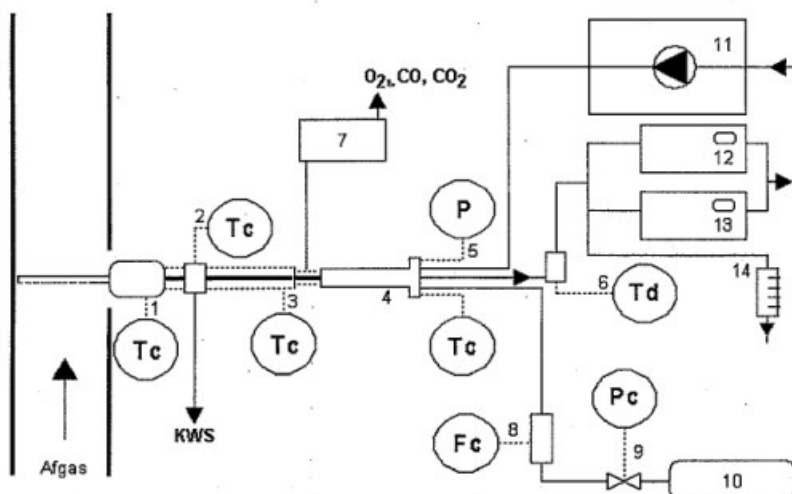 11
O₂, CO, CO₂
7
12
2
Tc
P
5
13
14
1
3
4
6
Td
Tc
Tc
Tc
Pc
KWS
Fc
8
9
Afgas
10